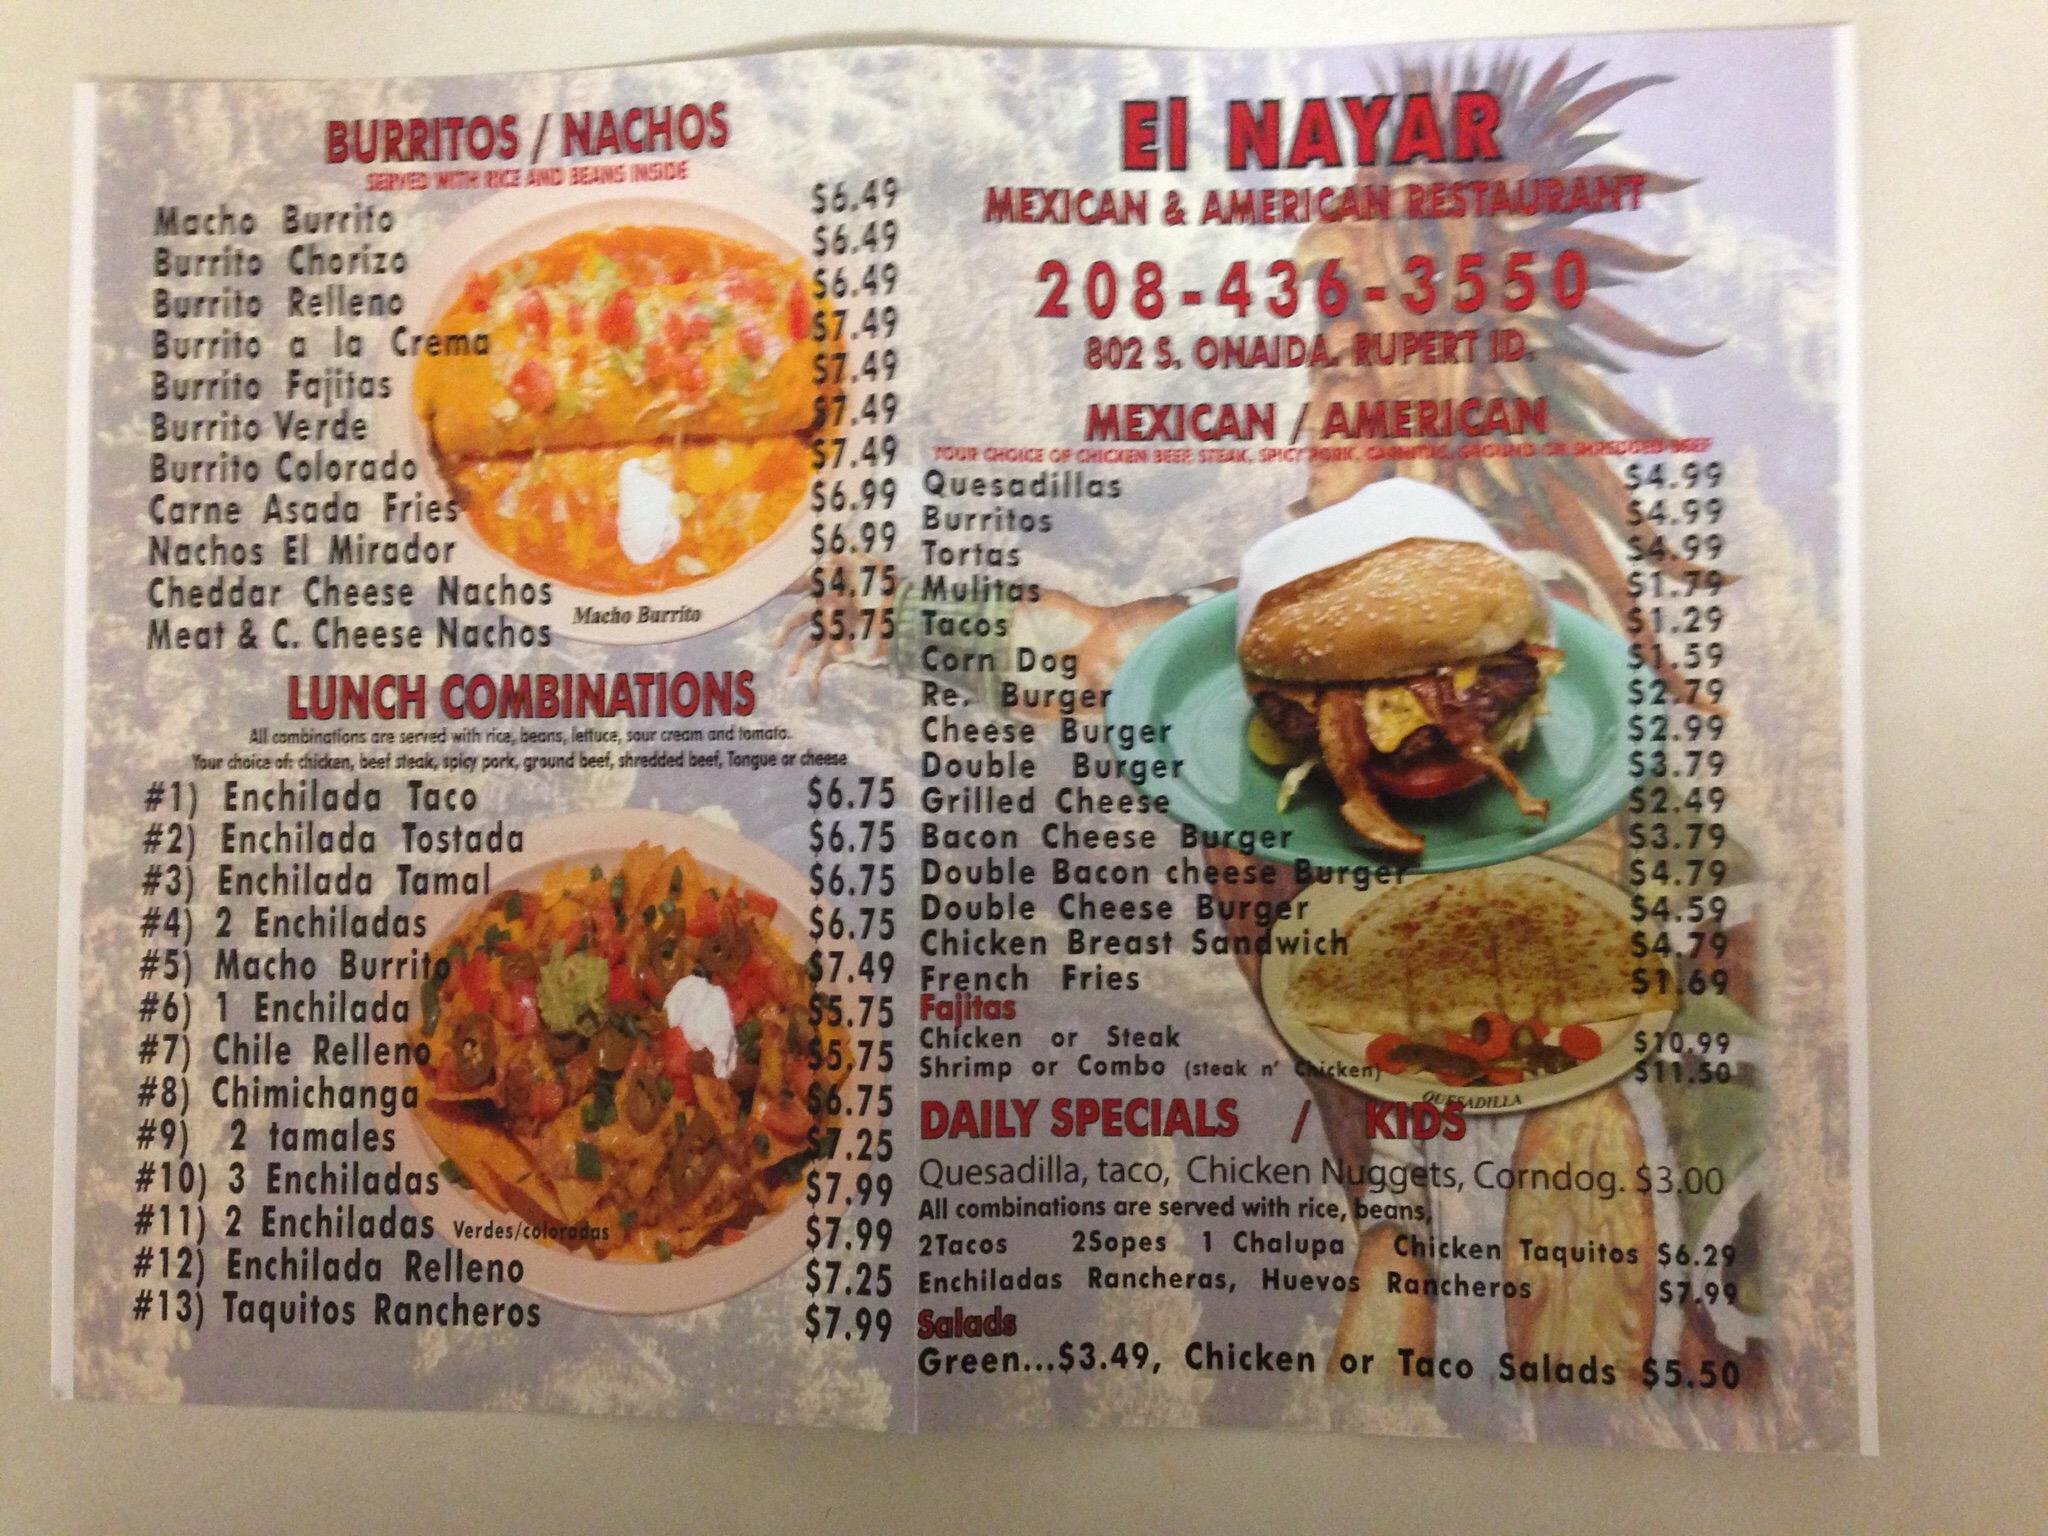 BURRITOS / NACHOS
SERVED WITH RICE AND BEANS INSIDE
Macho Burrito $6.49
Burrito Chorizo $6.49
Burrito Relleno $6.49
Burrito a la Crema $7.49
Burrito Fajitas $7.49
Burrito Verde $7.49
Burrito Colorado $7.49
Carne Asada Fries $6.99
Nachos El Mirador $6.99
Cheddar Cheese Nachos $4.75
Meat & C. Cheese Nachos $5.75
Macho Burrito
LUNCH COMBINATIONS
All combinations are served with rice, beans, lettuce, sour cream and tomato.
Your choice of: chicken, beef steak, spicy pork, ground beef, shredded beef, Tongue or cheese
#1) Enchilada Taco $6.75
#2) Enchilada Tostada $6.75
#3) Enchilada Tamal $6.75
#4) 2 Enchiladas $6.75
#5) Macho Burrito $7.49
#6) 1 Enchilada $5.75
#7) Chile Relleno $5.75
#8) Chimichanga $6.75
#9) 2 tamales $7.25
#10) 3 Enchiladas $7.99
#11) 2 Enchiladas Verdes/coloradas $7.99
#12) Enchilada Relleno $7.25
#13) Taquitos Rancheros $7.99
El NAYAR
MEXICAN & AMERICAN RESTAURANT
208-436-3550
802 S. ONAIDA. RUPERT ID.
MEXICAN / AMERICAN
YOUR CHOICE OF CHICKEN BEEF STEAK, SPICY PORK, CARNITAS, GROUND OR SHREDDED BEEF
Quesadillas $4.99
Burritos $4.99
Tortas $4.99
Mulitas $1.79
Tacos $1.29
Corn Dog $1.59
Re. Burger $2.79
Cheese Burger $2.99
Double Burger $3.79
Grilled Cheese $2.49
Bacon Cheese Burger $3.79
Double Bacon cheese Burger $4.79
Double Cheese Burger $4.59
Chicken Breast Sandwich $4.79
French Fries $1.69
Fajitas
Chicken or Steak $10.99
Shrimp or Combo (steak n' Chicken) $11.50
QUESADILLA
DAILY SPECIALS / KIDS
Quesadilla, taco, Chicken Nuggets, Corndog. $3.00
All combinations are served with rice, beans,
2Tacos 2Sopes 1 Chalupa Chicken Taquitos $6.29
Enchiladas Rancheras, Huevos Rancheros $7.99
Salads
Green...$3.49, Chicken or Taco Salads $5.50